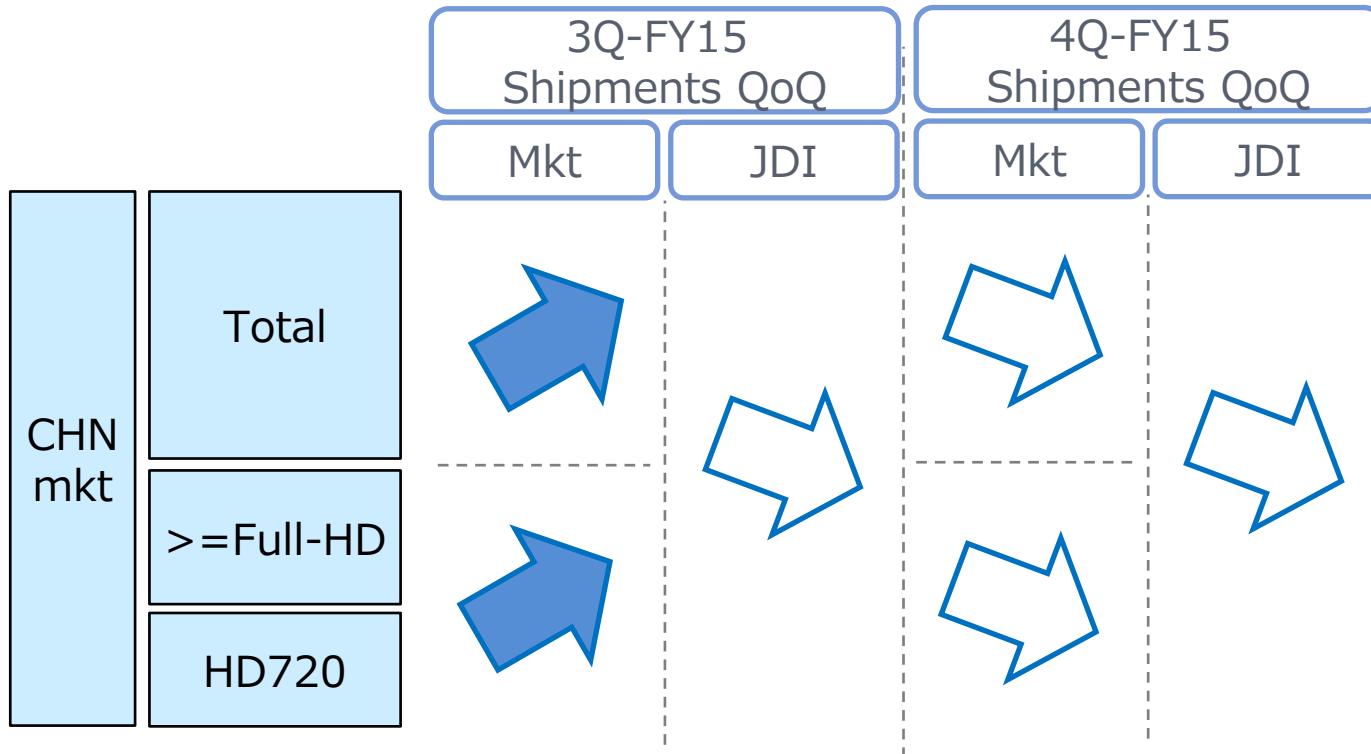 3Q-FY15
Shipments QoQ
4Q-FY15
Shipments QoQ
Mkt
JDI
Mkt
JDI
CHN
mkt
Total
>=Full-HD
HD720